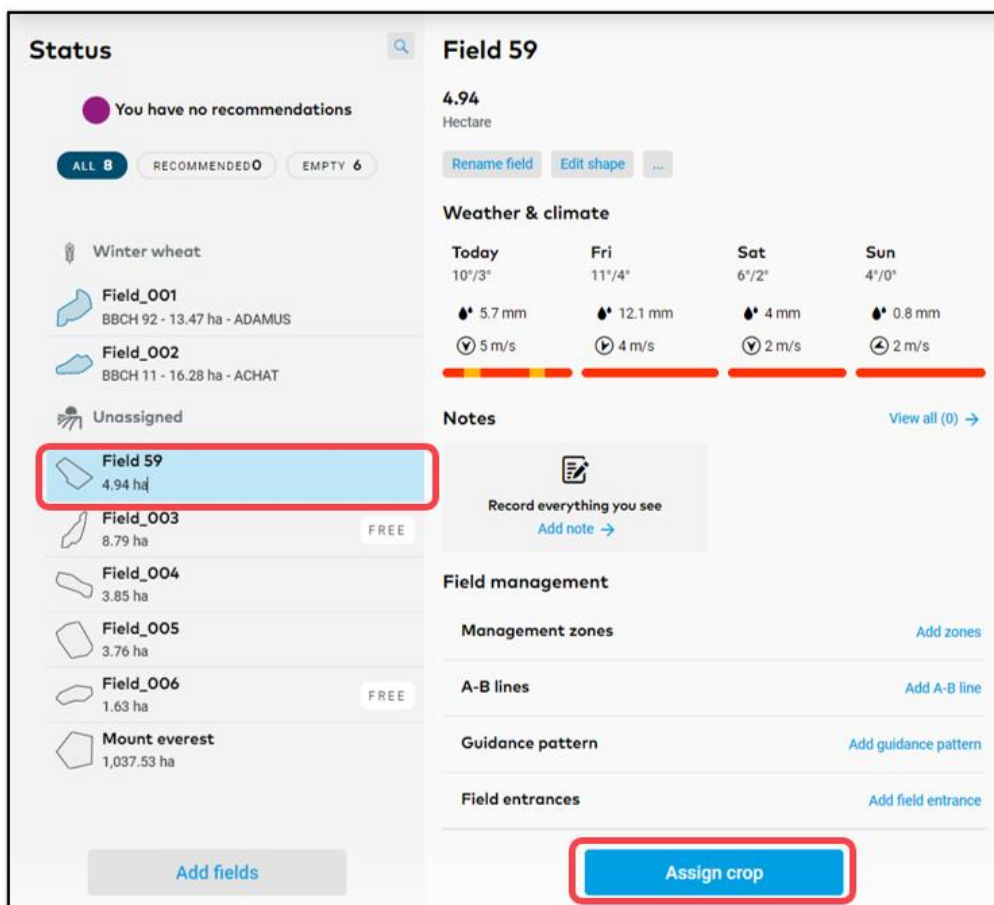 Status
You have no recommendations
ALL 8 RECOMMENDED 0 EMPTY 6
Winter wheat
Field_001
BBCH 92 - 13.47 ha - ADAMUS
Field_002
BBCH 11 - 16.28 ha - ACHAT
Unassigned
Field 59
4.94 ha
Field_003
8.79 ha
FREE
Field_004
3.85 ha
Field_005
3.76 ha
Field_006
1.63 ha
FREE
Mount everest
1,037.53 ha
Add fields
Field 59
4.94
Hectare
Rename field Edit shape ...
Weather & climate
Today Fri Sat Sun
10°/3° 11°/4° 6°/2° 4°/0°
5.7 mm 12.1 mm 4 mm 0.8 mm
5 m/s 4 m/s 2 m/s 2 m/s
Notes View all (0) →
Record everything you see
Add note →
Field management
Management zones Add zones
A-B lines Add A-B line
Guidance pattern Add guidance pattern
Field entrances Add field entrance
Assign crop